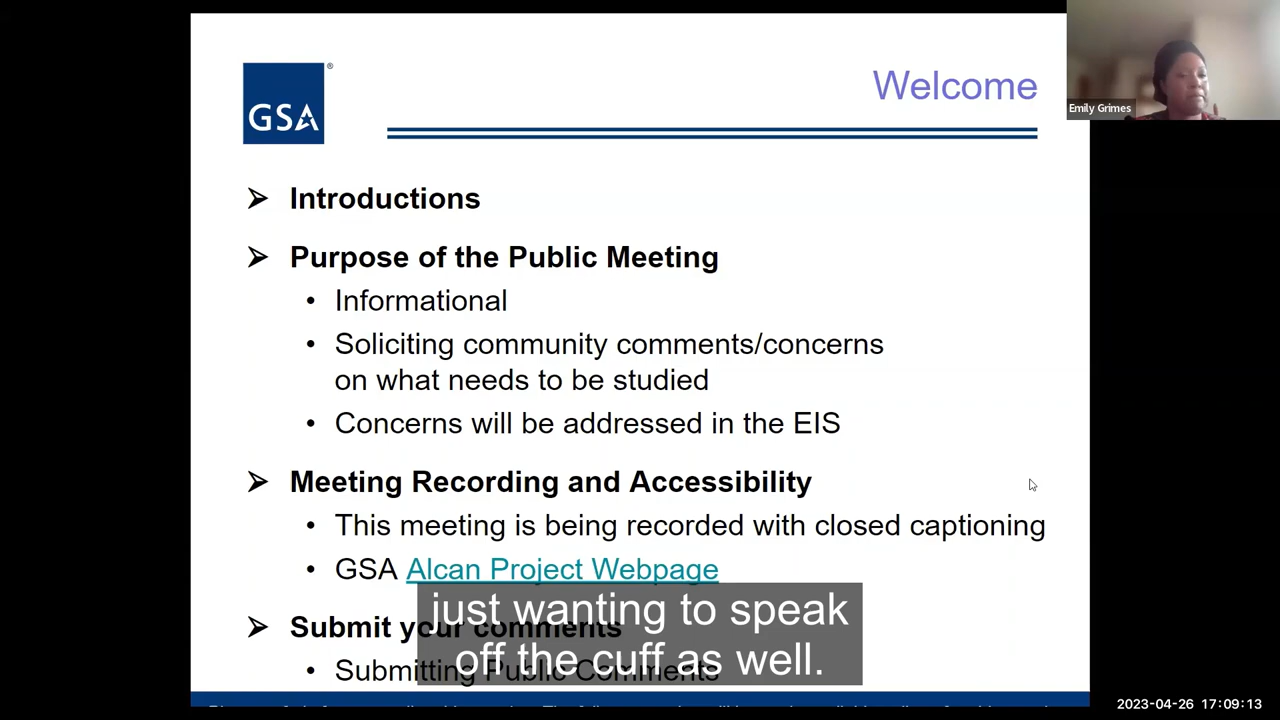 GSA
®
Welcome
Emily Grimes
Introductions
Purpose of the Public Meeting
Informational
Soliciting community comments/concerns
on what needs to be studied
Concerns will be addressed in the EIS
Meeting Recording and Accessibility
This meeting is being recorded with closed captioning
GSA Alcan Project Webpage
Submit your comments
Submitting Public Comments
just wanting to speak
off the cuff as well.
2023-04-26 17:09:13